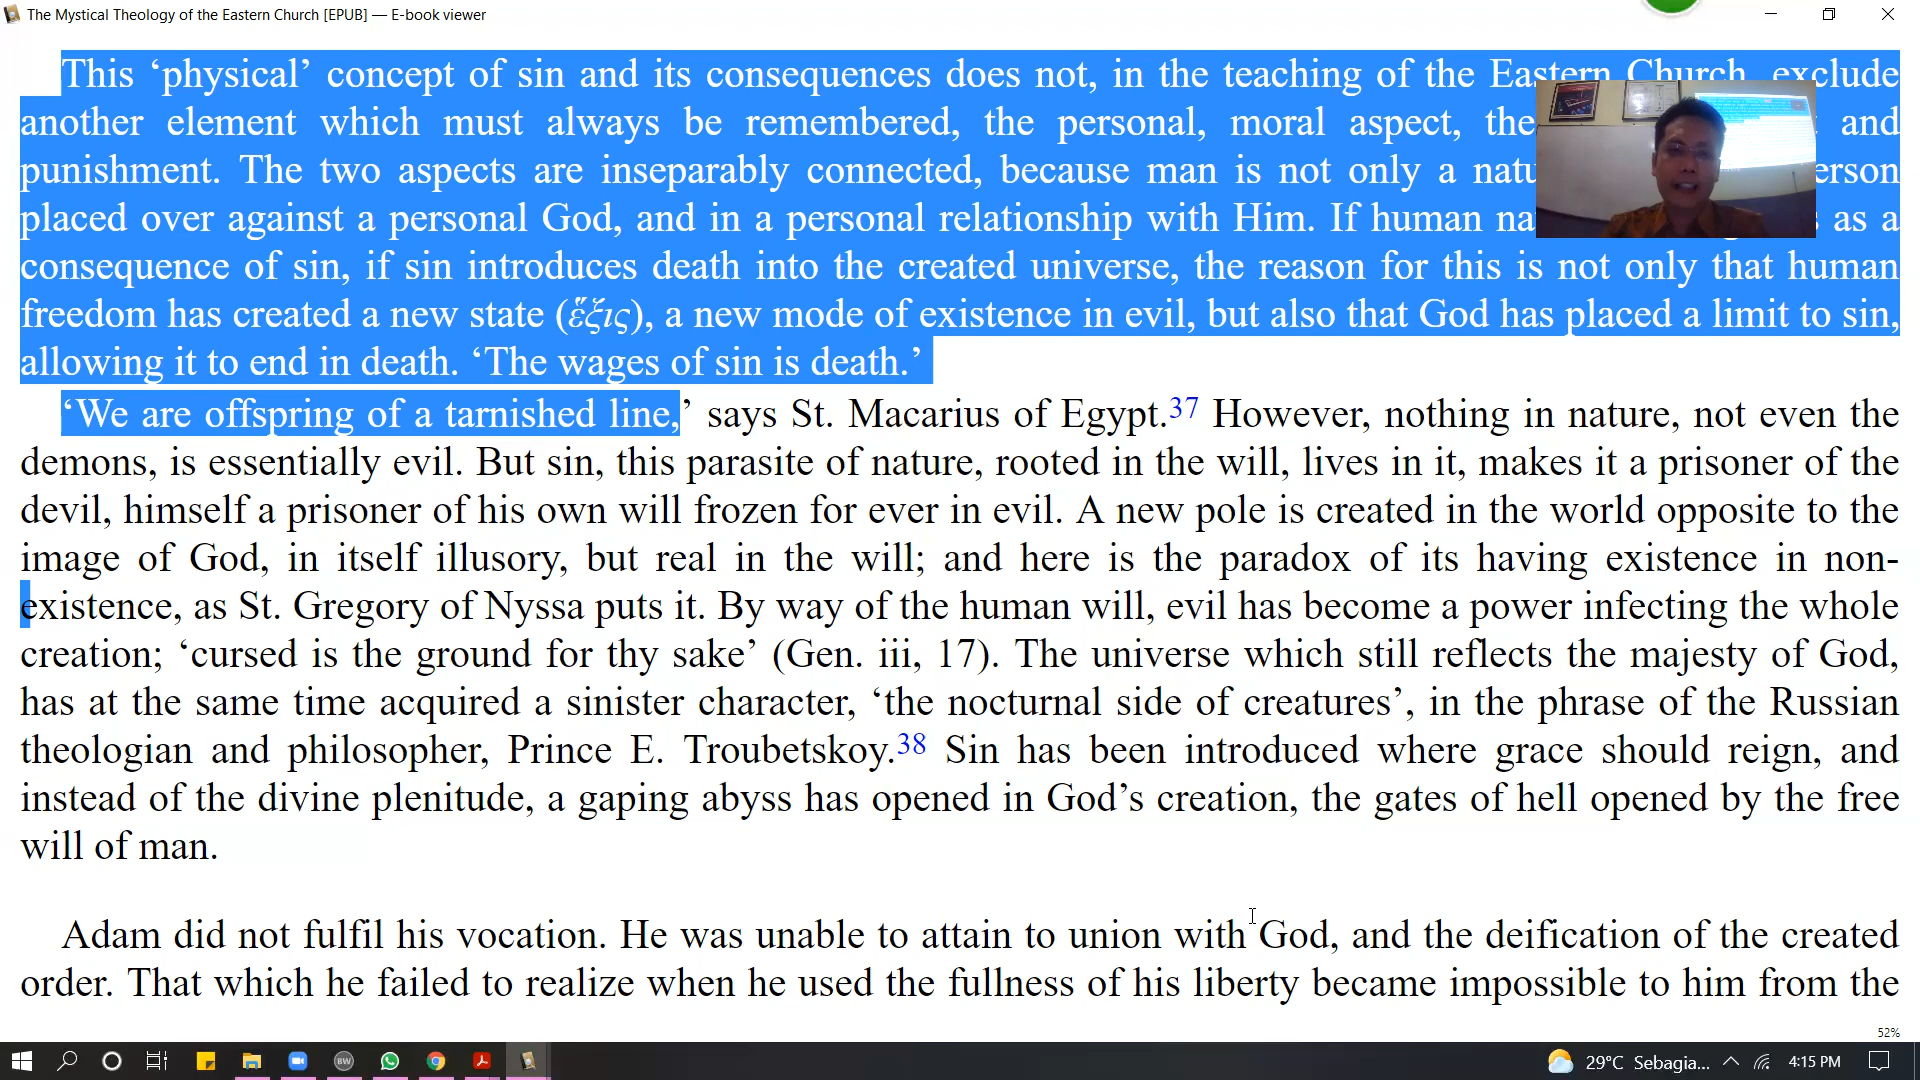 The Mystical Theology of the Eastern Church [EPUB] — E-book viewer
This ‘physical’ concept of sin and its consequences does not, in the teaching of the Eastern Church, exclude
another element which must always be remembered, the personal, moral aspect, the and
punishment. The two aspects are inseparably connected, because man is not only a
placed over against a personal God, and in a personal relationship with Him. If human as a
consequence of sin, if sin introduces death into the created universe, the reason for this is not only that human
freedom has created a new state (ἕξις), a new mode of existence in evil, but also that God has placed a limit to sin,
allowing it to end in death. ‘The wages of sin is death.’
‘We are offspring of a tarnished line,’ says St. Macarius of Egypt.37 However, nothing in nature, not even the
demons, is essentially evil. But sin, this parasite of nature, rooted in the will, lives in it, makes it a prisoner of the
devil, himself a prisoner of his own will frozen for ever in evil. A new pole is created in the world opposite to the
image of God, in itself illusory, but real in the will; and here is the paradox of its having existence in non-
existence, as St. Gregory of Nyssa puts it. By way of the human will, evil has become a power infecting the whole
creation; ‘cursed is the ground for thy sake’ (Gen. iii, 17). The universe which still reflects the majesty of God,
has at the same time acquired a sinister character, ‘the nocturnal side of creatures’, in the phrase of the Russian
theologian and philosopher, Prince E. Troubetskoy.38 Sin has been introduced where grace should reign, and
instead of the divine plenitude, a gaping abyss has opened in God’s creation, the gates of hell opened by the free
will of man.
Adam did not fulfil his vocation. He was unable to attain to union with God, and the deification of the created
order. That which he failed to realize when he used the fullness of his liberty became impossible to him from the
52%
BW
29°C Sebagia... 4:15 PM